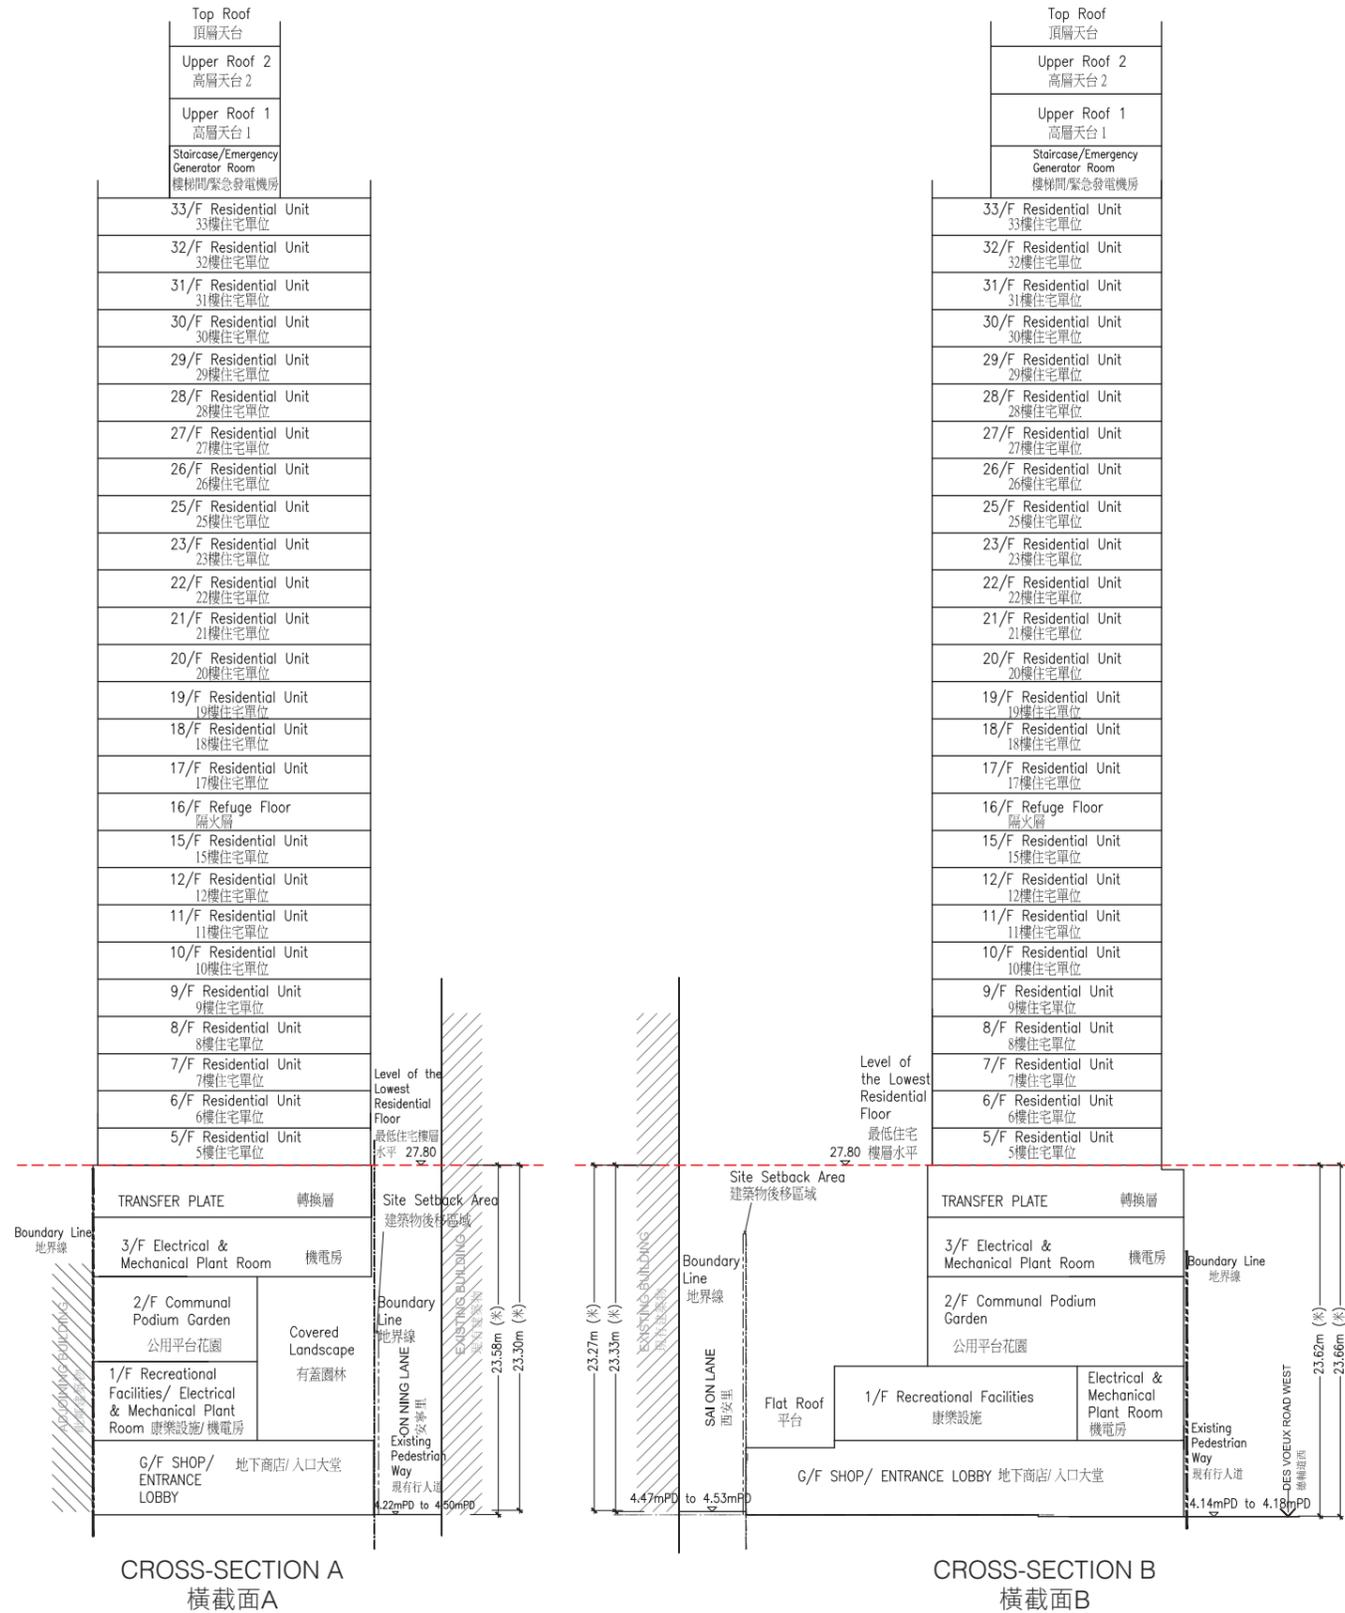 Top Roof
頂層天台
Upper Roof 2
高層天台 2
Upper Roof 1
高層天台 1
Staircase/Emergency
Generator Room
樓梯間/緊急發電機房
33/F Residential Unit
33樓住宅單位
32/F Residential Unit
32樓住宅單位
31/F Residential Unit
31樓住宅單位
30/F Residential Unit
30樓住宅單位
29/F Residential Unit
29樓住宅單位
28/F Residential Unit
28樓住宅單位
27/F Residential Unit
27樓住宅單位
26/F Residential Unit
26樓住宅單位
25/F Residential Unit
25樓住宅單位
23/F Residential Unit
23樓住宅單位
22/F Residential Unit
22樓住宅單位
21/F Residential Unit
21樓住宅單位
20/F Residential Unit
20樓住宅單位
19/F Residential Unit
19樓住宅單位
18/F Residential Unit
18樓住宅單位
17/F Residential Unit
17樓住宅單位
16/F Refuge Floor
隔火層
15/F Residential Unit
15樓住宅單位
12/F Residential Unit
12樓住宅單位
11/F Residential Unit
11樓住宅單位
10/F Residential Unit
10樓住宅單位
9/F Residential Unit
9樓住宅單位
8/F Residential Unit
8樓住宅單位
7/F Residential Unit
7樓住宅單位
6/F Residential Unit
6樓住宅單位
5/F Residential Unit
5樓住宅單位
Level of the
Lowest
Residential
Floor
最低住宅樓層
水平 27.80
TRANSFER PLATE 轉換層
Site Setback Area
建築物後移區域
Boundary Line
地界線
3/F Electrical &
Mechanical Plant Room 機電房
2/F Communal
Podium Garden
公用平台花園
Covered
Landscape
有蓋園林
Boundary
Line
地界線
1/F Recreational
Facilities/ Electrical
& Mechanical Plant
Room 康樂設施/機電房
G/F SHOP/
ENTRANCE
LOBBY
地下商店/入口大堂
ADJOINING BUILDING
ON NING LANE
安寧里
EXISTING BUILDING
現有建築物
Existing
Pedestrian
Way
現有行人道
4.22mPD to 4.50mPD
23.58m (米)
23.30m (米)
CROSS-SECTION A
橫截面A
Top Roof
頂層天台
Upper Roof 2
高層天台 2
Upper Roof 1
高層天台 1
Staircase/Emergency
Generator Room
樓梯間/緊急發電機房
33/F Residential Unit
33樓住宅單位
32/F Residential Unit
32樓住宅單位
31/F Residential Unit
31樓住宅單位
30/F Residential Unit
30樓住宅單位
29/F Residential Unit
29樓住宅單位
28/F Residential Unit
28樓住宅單位
27/F Residential Unit
27樓住宅單位
26/F Residential Unit
26樓住宅單位
25/F Residential Unit
25樓住宅單位
23/F Residential Unit
23樓住宅單位
22/F Residential Unit
22樓住宅單位
21/F Residential Unit
21樓住宅單位
20/F Residential Unit
20樓住宅單位
19/F Residential Unit
19樓住宅單位
18/F Residential Unit
18樓住宅單位
17/F Residential Unit
17樓住宅單位
16/F Refuge Floor
隔火層
15/F Residential Unit
15樓住宅單位
12/F Residential Unit
12樓住宅單位
11/F Residential Unit
11樓住宅單位
10/F Residential Unit
10樓住宅單位
9/F Residential Unit
9樓住宅單位
8/F Residential Unit
8樓住宅單位
7/F Residential Unit
7樓住宅單位
6/F Residential Unit
6樓住宅單位
5/F Residential Unit
5樓住宅單位
Level of
the Lowest
Residential
Floor
最低住宅
27.80 樓層水平
Site Setback Area
建築物後移區域
TRANSFER PLATE 轉換層
3/F Electrical &
Mechanical Plant Room 機電房
Boundary
Line
地界線
Boundary Line
地界線
2/F Communal Podium
Garden
公用平台花園
Electrical &
Mechanical
Plant Room
機電房
1/F Recreational Facilities
康樂設施
Flat Roof
平台
G/F SHOP/ ENTRANCE LOBBY 地下商店/入口大堂
EXISTING BUILDING
現有建築物
SAI ON LANE
西安里
Existing
Pedestrian
Way
現有行人道
DES VOEUX ROAD WEST
德輔道西
4.47mPD to 4.53mPD
4.14mPD to 4.18mPD
23.27m (米)
23.33m (米)
23.62m (米)
23.66m (米)
CROSS-SECTION B
橫截面B